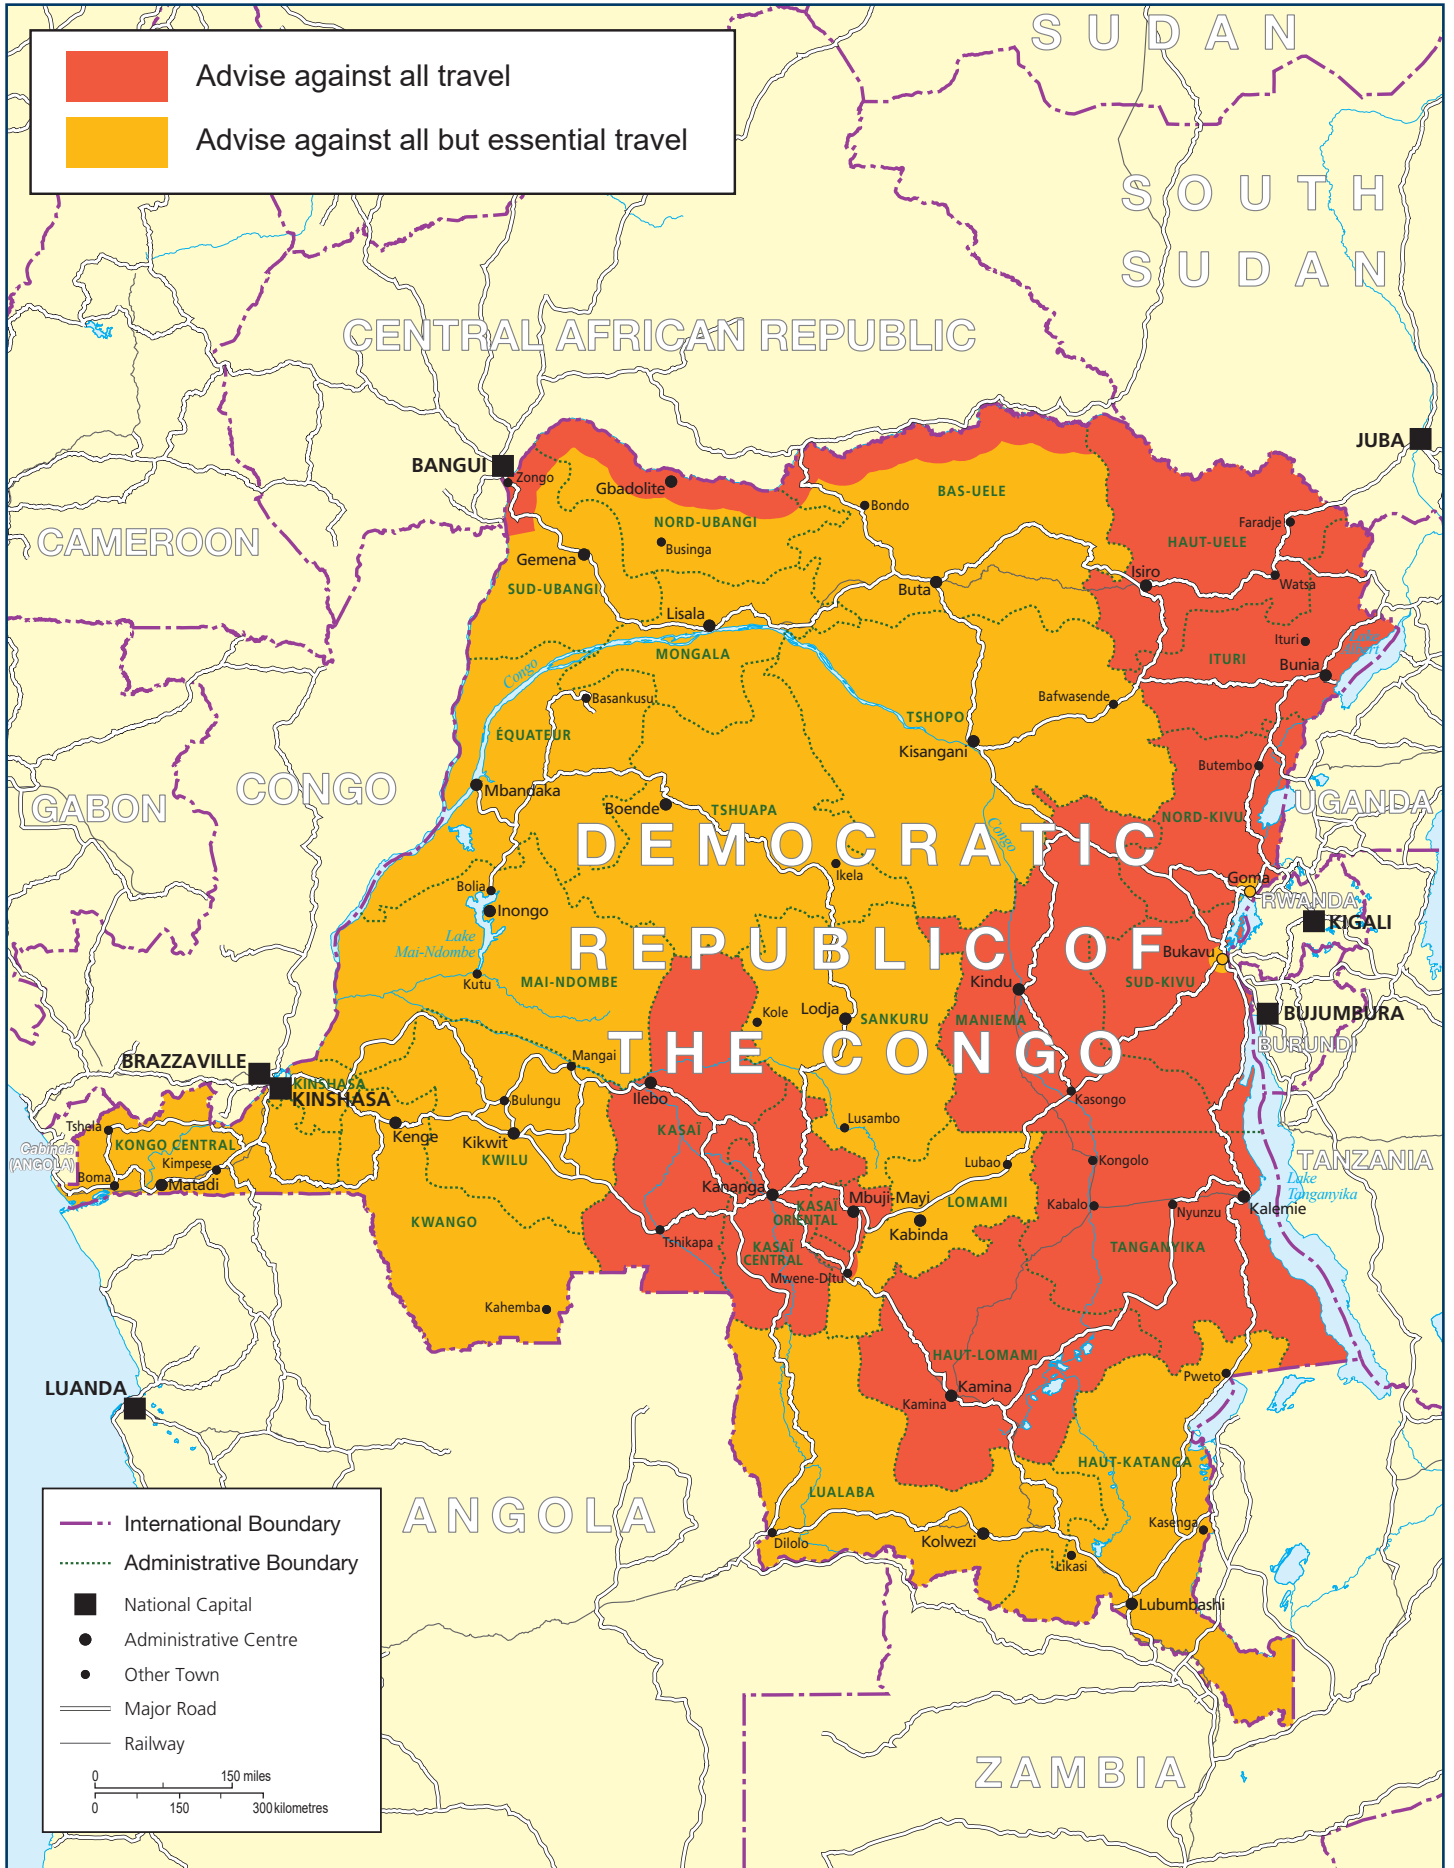 Advise against all travel
Advise against all but essential travel
SUDAN
SOUTH
SUDAN
CENTRAL AFRICAN REPUBLIC
JUBA
BANGUI
Zongo
Gbadolite
BAS-UELE
Bondo
NORD-UBANGI
Faradje
HAUT-UELE
CAMEROON
Businga
Gemena
Isiro
Watsa
SUD-UBANGI
Buta
Lisala
Ituri
Lake
Albert
MONGALA
ITURI
Bunia
Congo
Basankusu
Bafwasende
TSHOPO
ÉQUATEUR
Kisangani
Butembo
CONGO
Mbandaka
GABON
Boende
TSHUAPA
NORD-KIVU
UGANDA
DEMOCRATIC
Congo
Ikela
Goma
Bolia
RWANDA
Inongo
KIGALI
Lake
Mai-Ndombe
REPUBLIC OF
Bukavu
Kutu
MAI-NDOMBE
Kindu
SUD-KIVU
Kole
Lodja
SANKURU
MANIEMA
BUJUMBURA
BURUNDI
THE CONGO
Mangai
BRAZZAVILLE
KINSHASA
KINSHASA
Ilebo
Bulungu
Kasongo
Tshela
Kenge
Kikwit
KASAÏ
Lusambo
KONGO CENTRAL
Cabinda
(ANGOLA)
Kimpese
KWILU
Lubao
Kongolo
TANZANIA
Boma
Matadi
Kananga
Mbuji-Mayi
LOMAMI
Lake
Tanganyika
KASAÏ
ORIENTAL
Kabalo
Nyunzu
Kalemie
KWANGO
Kabinda
Tshikapa
KASAÏ
CENTRAL
TANGANYIKA
Mwene-Ditu
Kahemba
HAUT-LOMAMI
Pweto
LUANDA
Kamina
Kamina
HAUT-KATANGA
LUALABA
ANGOLA
Kasenga
Dilolo
Kolwezi
Likasi
Lubumbashi
ZAMBIA
International Boundary
Administrative Boundary
National Capital
Administrative Centre
Other Town
Major Road
Railway
0 150 miles
0 150 300 kilometres